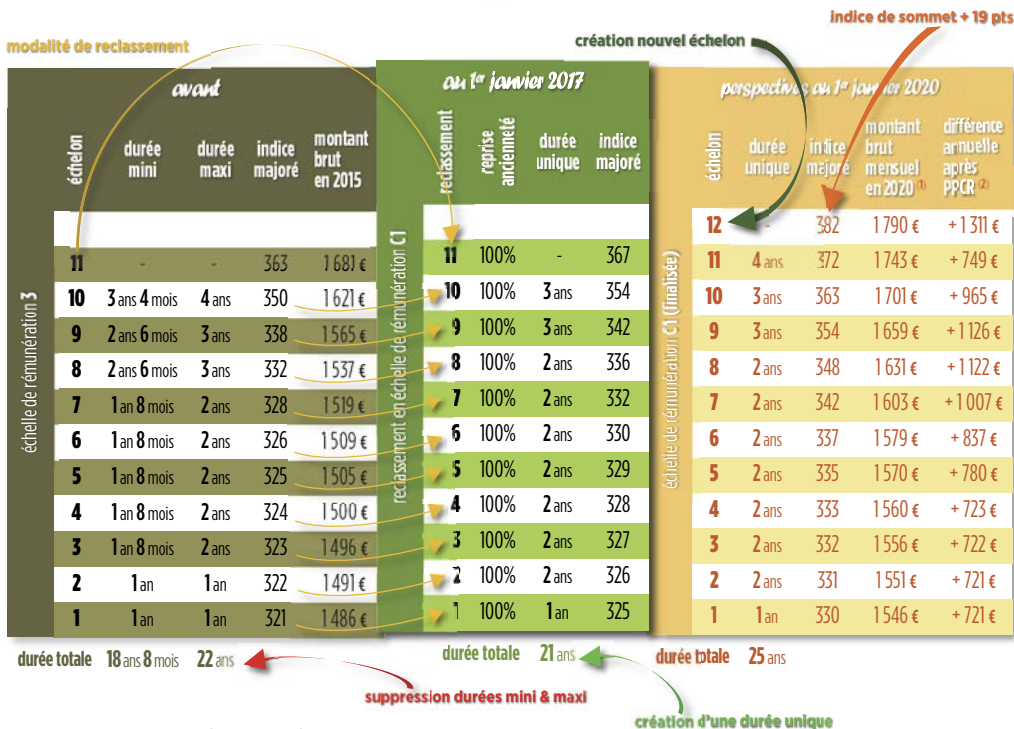 indice de sommet + 19 pts
création nouvel échelon
modalité de reclassement
avant
au 1er janvier 2017
perspectives au 1er janvier 2020
échelon durée mini durée maxi indice majoré montant brut en 2015
reclassement reprise ancienneté durée unique indice majoré
échelon durée unique indice majoré montant brut mensuel en 2020 (1) différence annuelle après PPCR (2)
échelle de rémunération 3
reclassement en échelle de rémunération C1
échelle de rémunération C1 (finalisée)
12 - 382 1 790 € + 1 311 €
11 - - 363 1 681 € 11 100% - 367 11 4 ans 372 1 743 € + 749 €
10 3 ans 4 mois 4 ans 350 1 621 € 10 100% 3 ans 354 10 3 ans 363 1 701 € + 965 €
9 2 ans 6 mois 3 ans 338 1 565 € 9 100% 3 ans 342 9 3 ans 354 1 659 € + 1 126 €
8 2 ans 6 mois 3 ans 332 1 537 € 8 100% 2 ans 336 8 2 ans 348 1 631 € + 1 122 €
7 1 an 8 mois 2 ans 328 1 519 € 7 100% 2 ans 332 7 2 ans 342 1 603 € + 1 007 €
6 1 an 8 mois 2 ans 326 1 509 € 6 100% 2 ans 330 6 2 ans 337 1 579 € + 837 €
5 1 an 8 mois 2 ans 325 1 505 € 5 100% 2 ans 329 5 2 ans 335 1 570 € + 780 €
4 1 an 8 mois 2 ans 324 1 500 € 4 100% 2 ans 328 4 2 ans 333 1 560 € + 723 €
3 1 an 8 mois 2 ans 323 1 496 € 3 100% 2 ans 327 3 2 ans 332 1 556 € + 722 €
2 1 an 1 an 322 1 491 € 2 100% 2 ans 326 2 2 ans 331 1 551 € + 721 €
1 1 an 1 an 321 1 486 € 1 100% 1 an 325 1 1 an 330 1 546 € + 721 €
durée totale 18 ans 8 mois 22 ans durée totale 21 ans durée totale 25 ans
suppression durées mini & maxi
création d'une durée unique